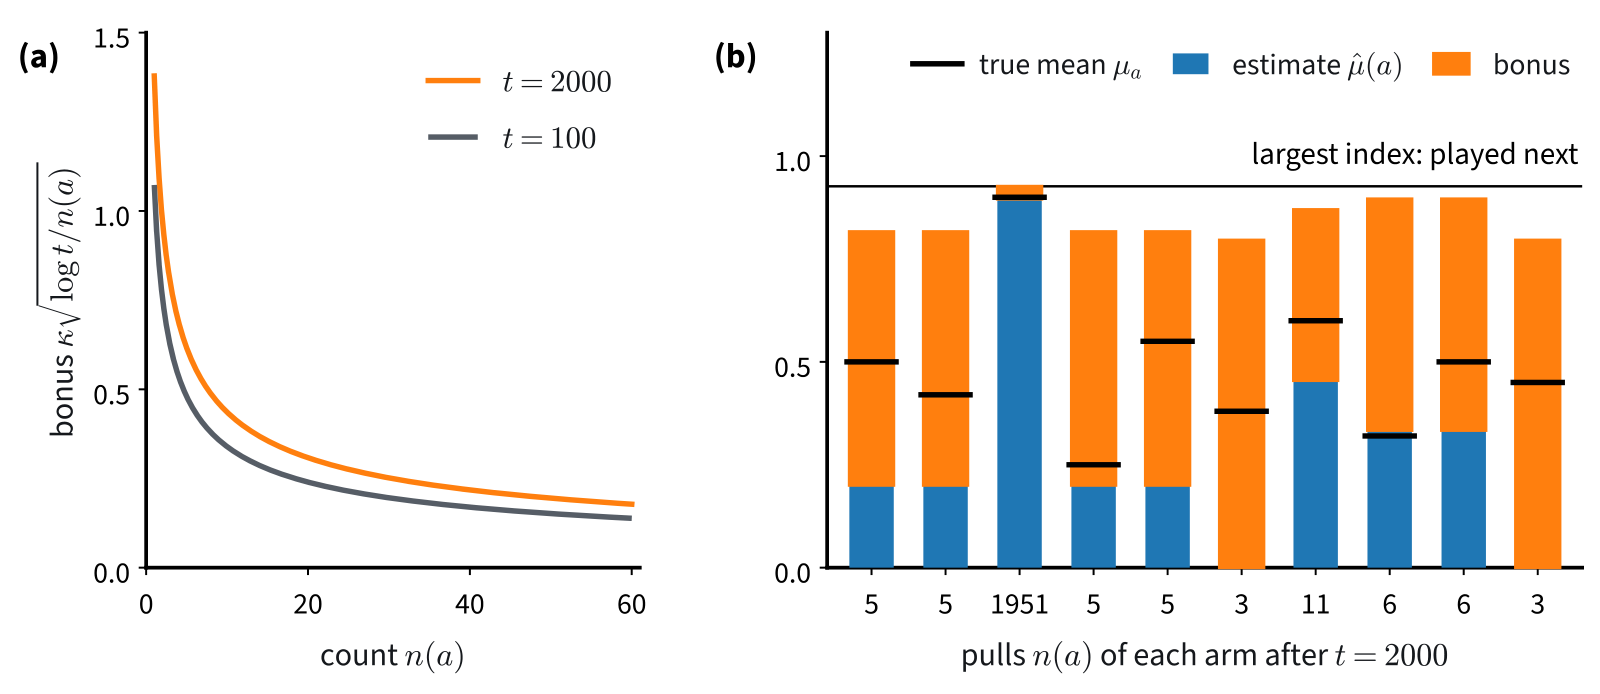 (a)
1.5
1.0
0.5
0.0
bonus κ√log t/n(a)
t = 2000
t = 100
0 20 40 60
count n(a)
(b)
true mean μₐ estimate μ̂(a) bonus
largest index: played next
1.0
0.5
0.0
5 5 1951 5 5 3 11 6 6 3
pulls n(a) of each arm after t = 2000